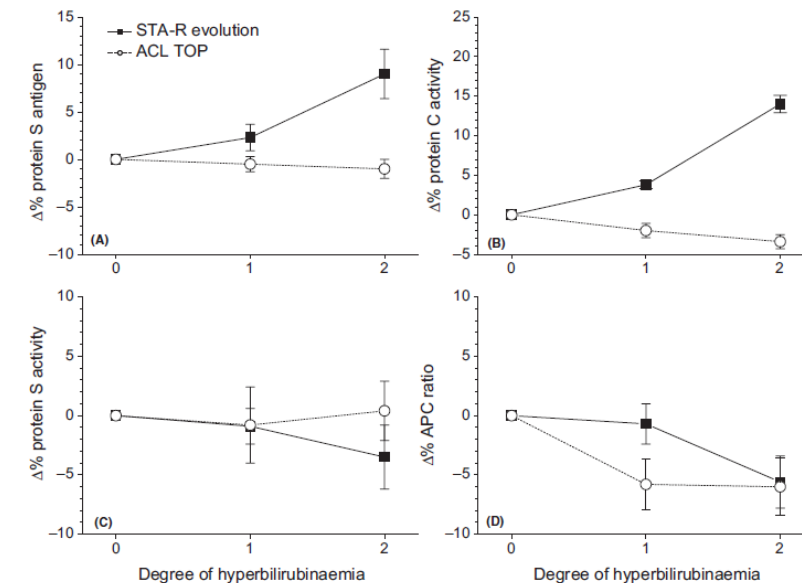 STA-R evolution
ACL TOP
Δ% protein S antigen
15
10
5
0
−5
−10
(A)
0
1
2
Δ% protein C activity
25
20
15
10
5
0
−5
(B)
0
1
2
Δ% protein S activity
10
5
0
−5
−10
(C)
0
1
2
Degree of hyperbilirubinaemia
Δ% APC ratio
10
5
0
−5
−10
(D)
0
1
2
Degree of hyperbilirubinaemia